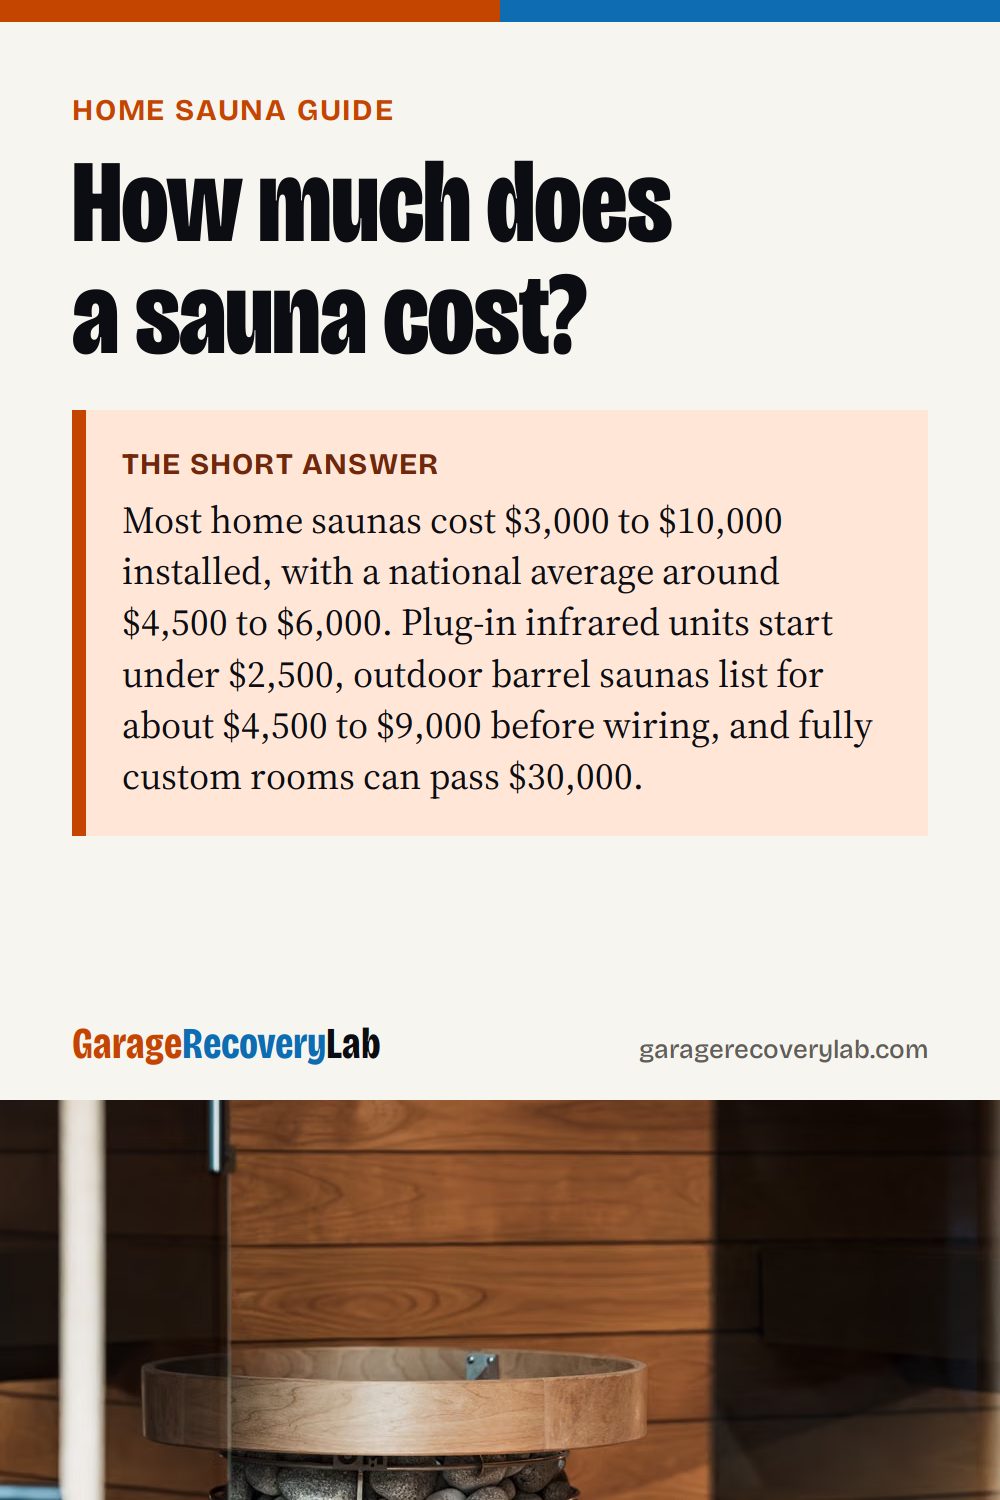 HOME SAUNA GUIDE
How much does
a sauna cost?
THE SHORT ANSWER
Most home saunas cost $3,000 to $10,000
installed, with a national average around
$4,500 to $6,000. Plug-in infrared units start
under $2,500, outdoor barrel saunas list for
about $4,500 to $9,000 before wiring, and fully
custom rooms can pass $30,000.
GarageRecoveryLab
garagerecoverylab.com